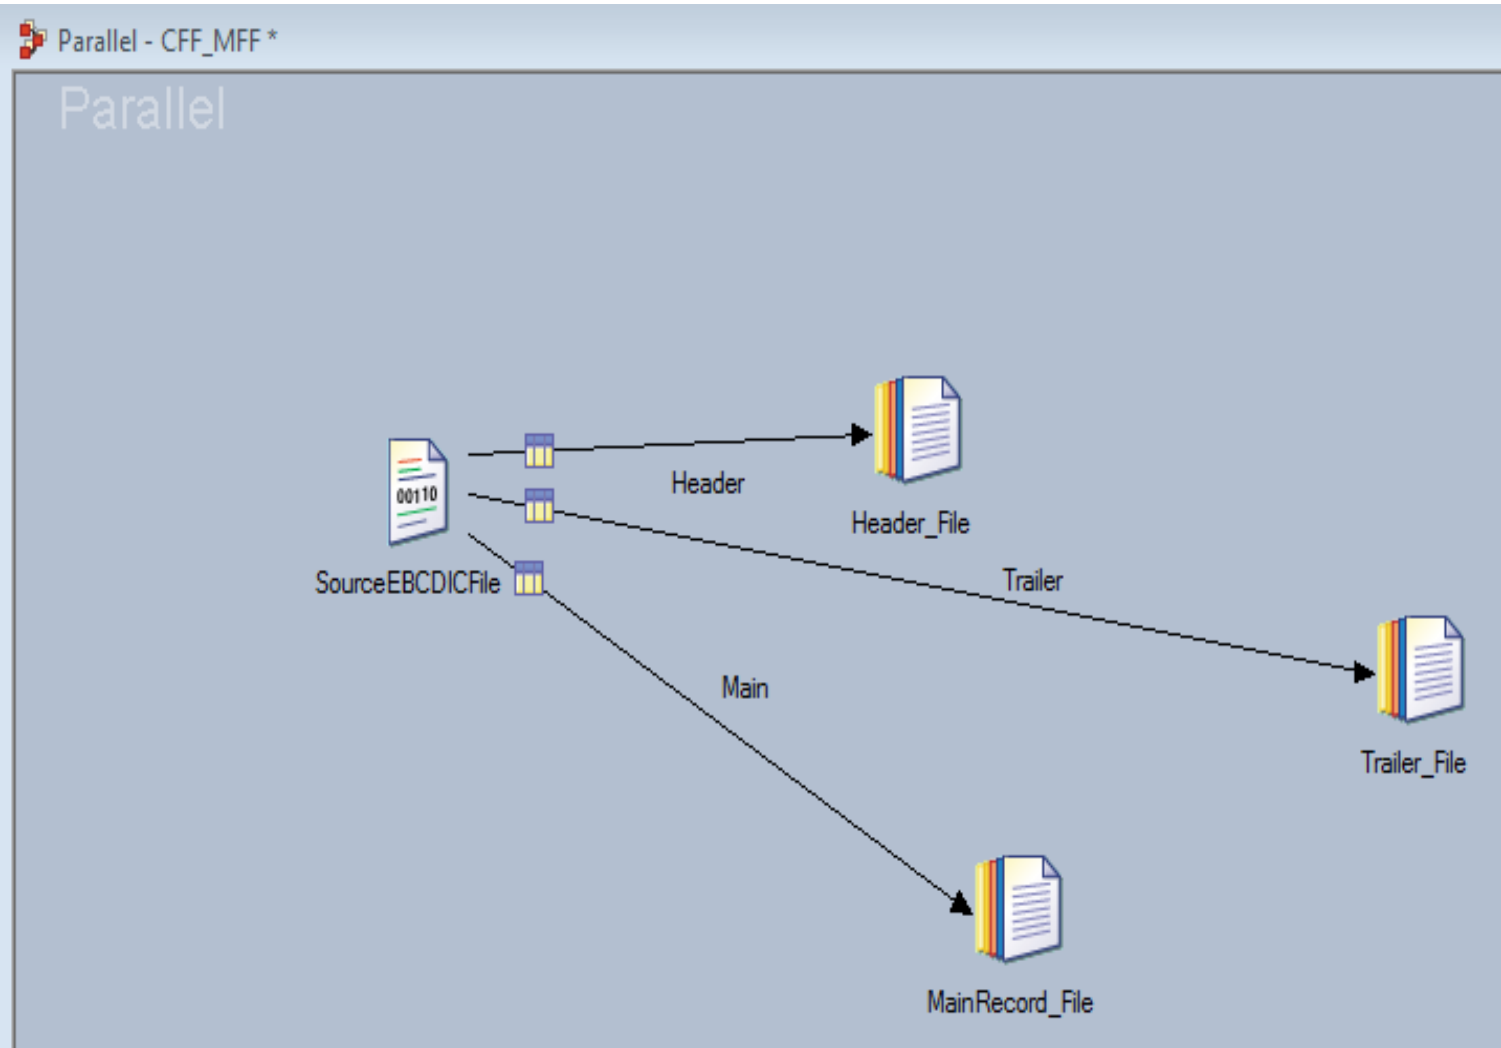 Parallel - CFF_MFF *
Parallel
00110
Header
Header_File
SourceEBCDICFile
Trailer
Main
Trailer_File
MainRecord_File